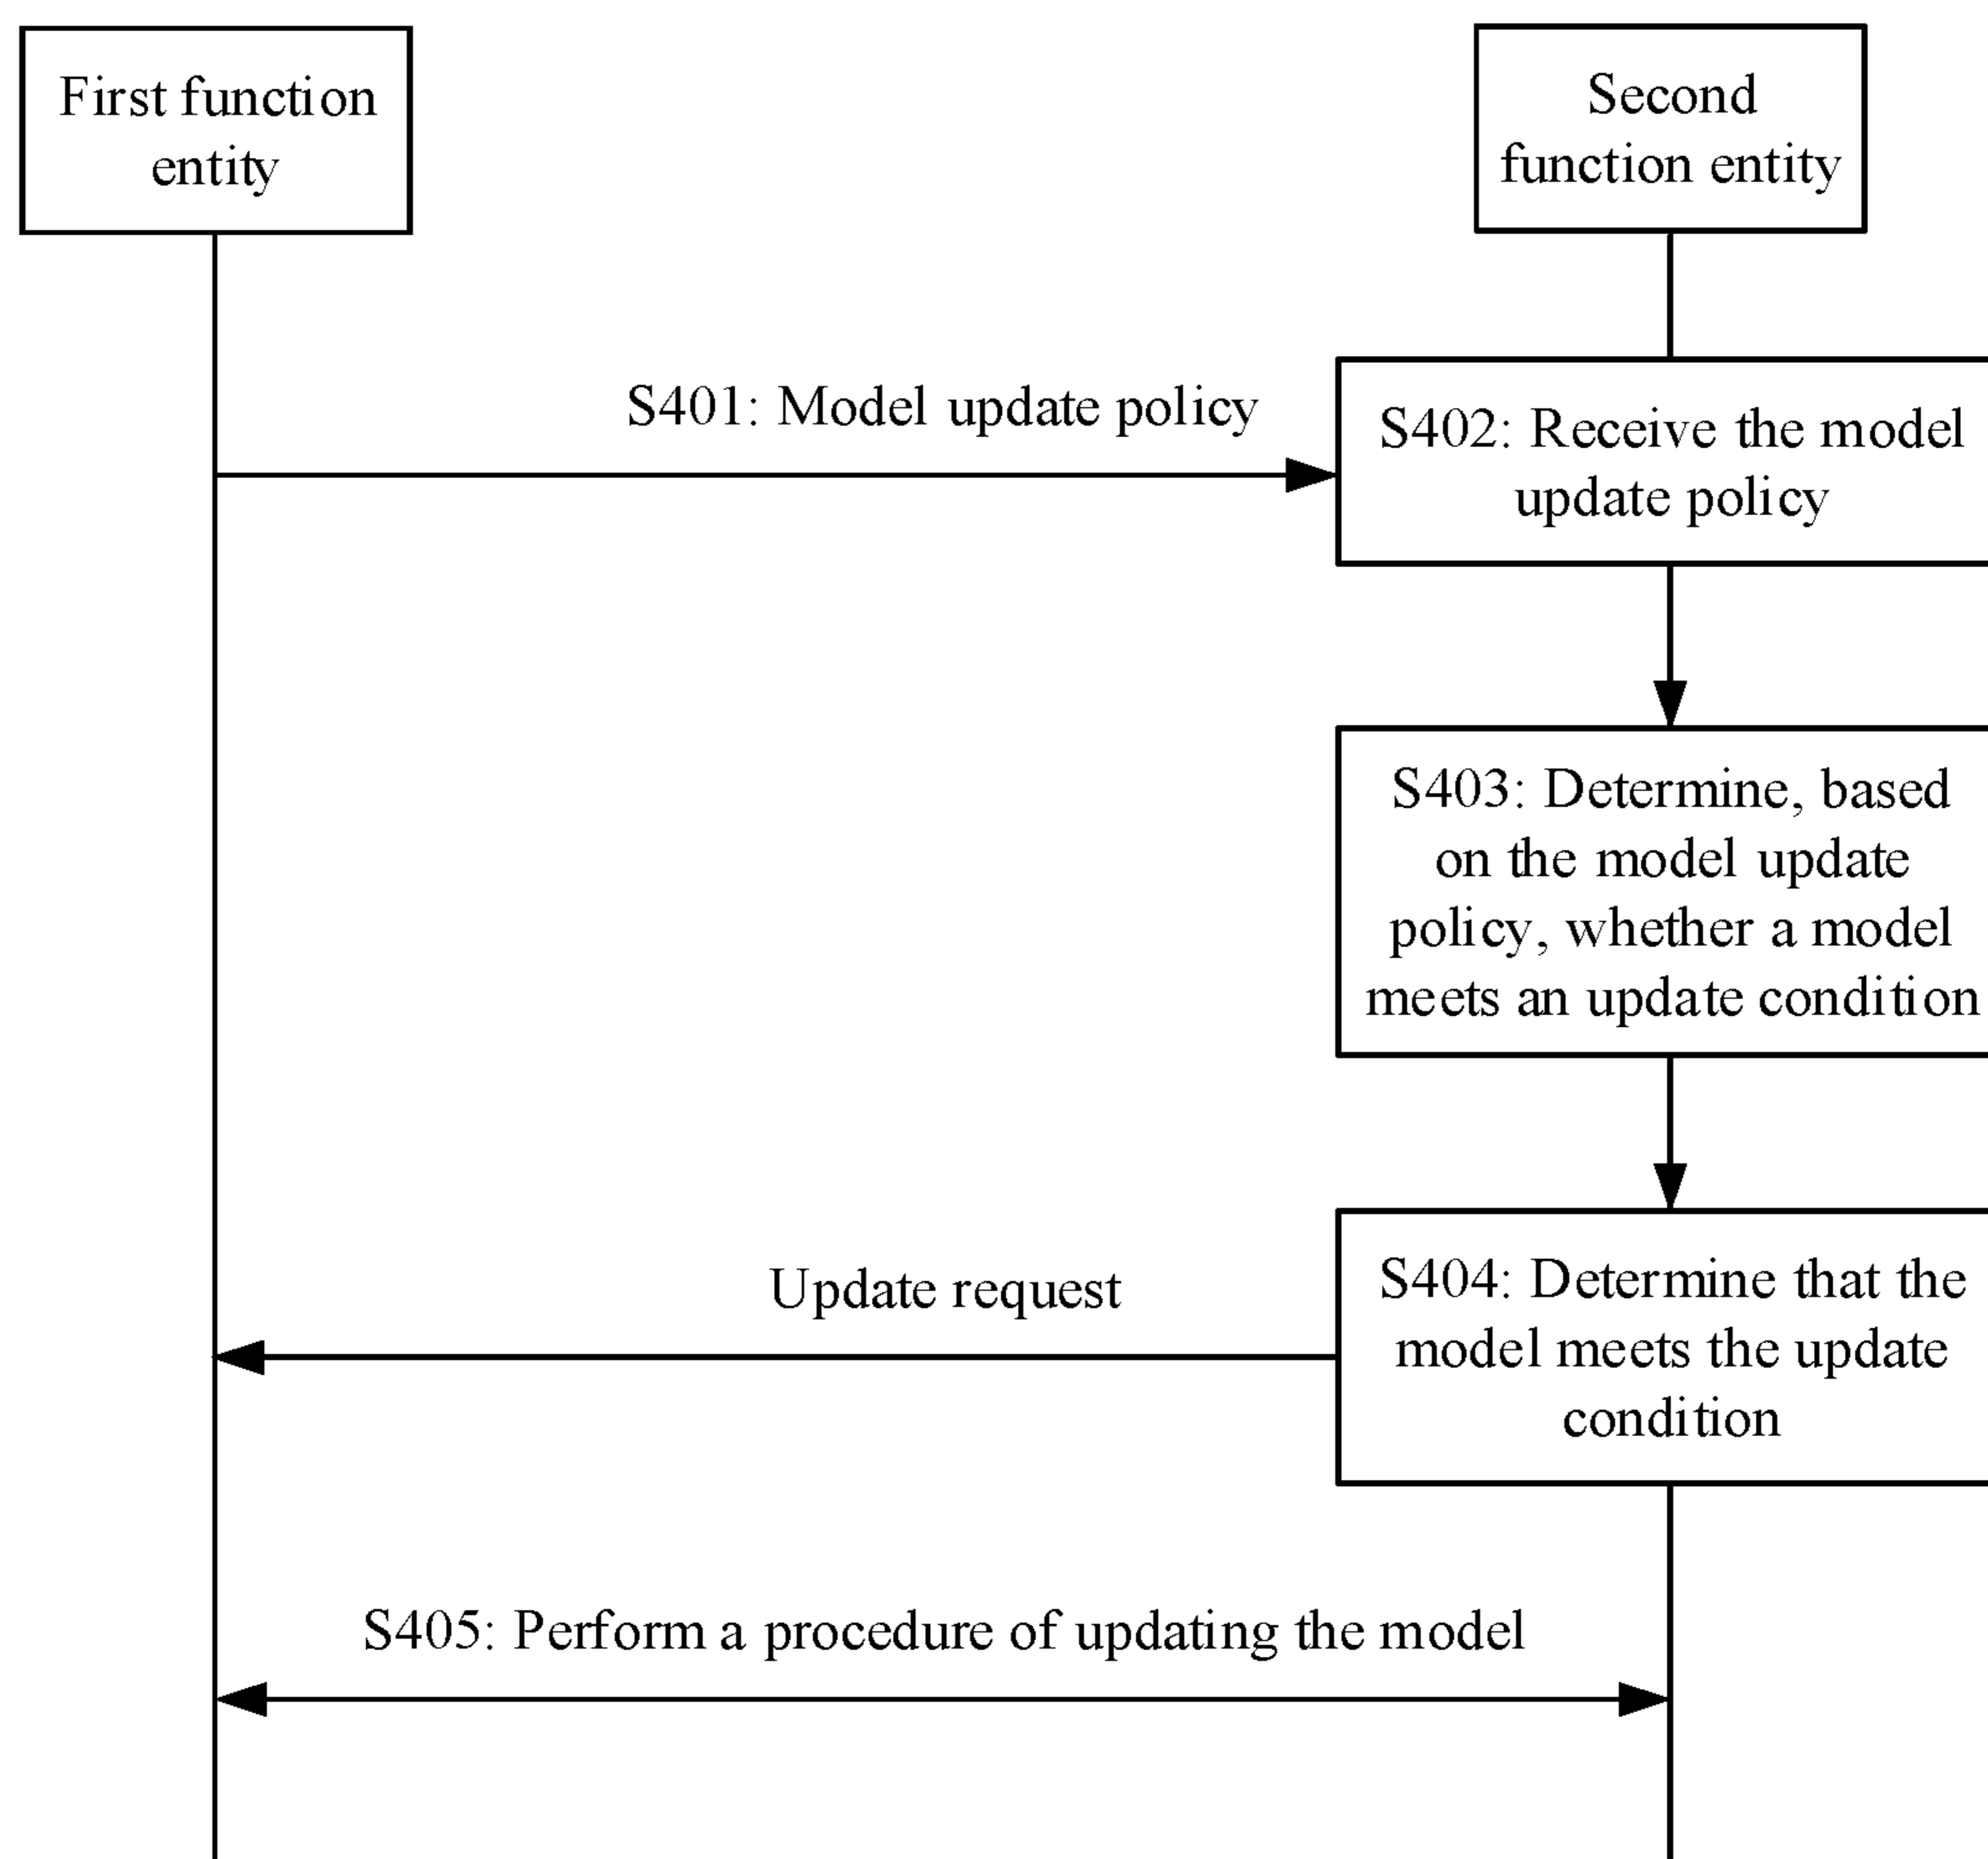 First function
entity
Second
function entity
S401: Model update policy
S402: Receive the model
update policy
S403: Determine, based
on the model update
policy, whether a model
meets an update condition
Update request
S404: Determine that the
model meets the update
condition
S405: Perform a procedure of updating the model